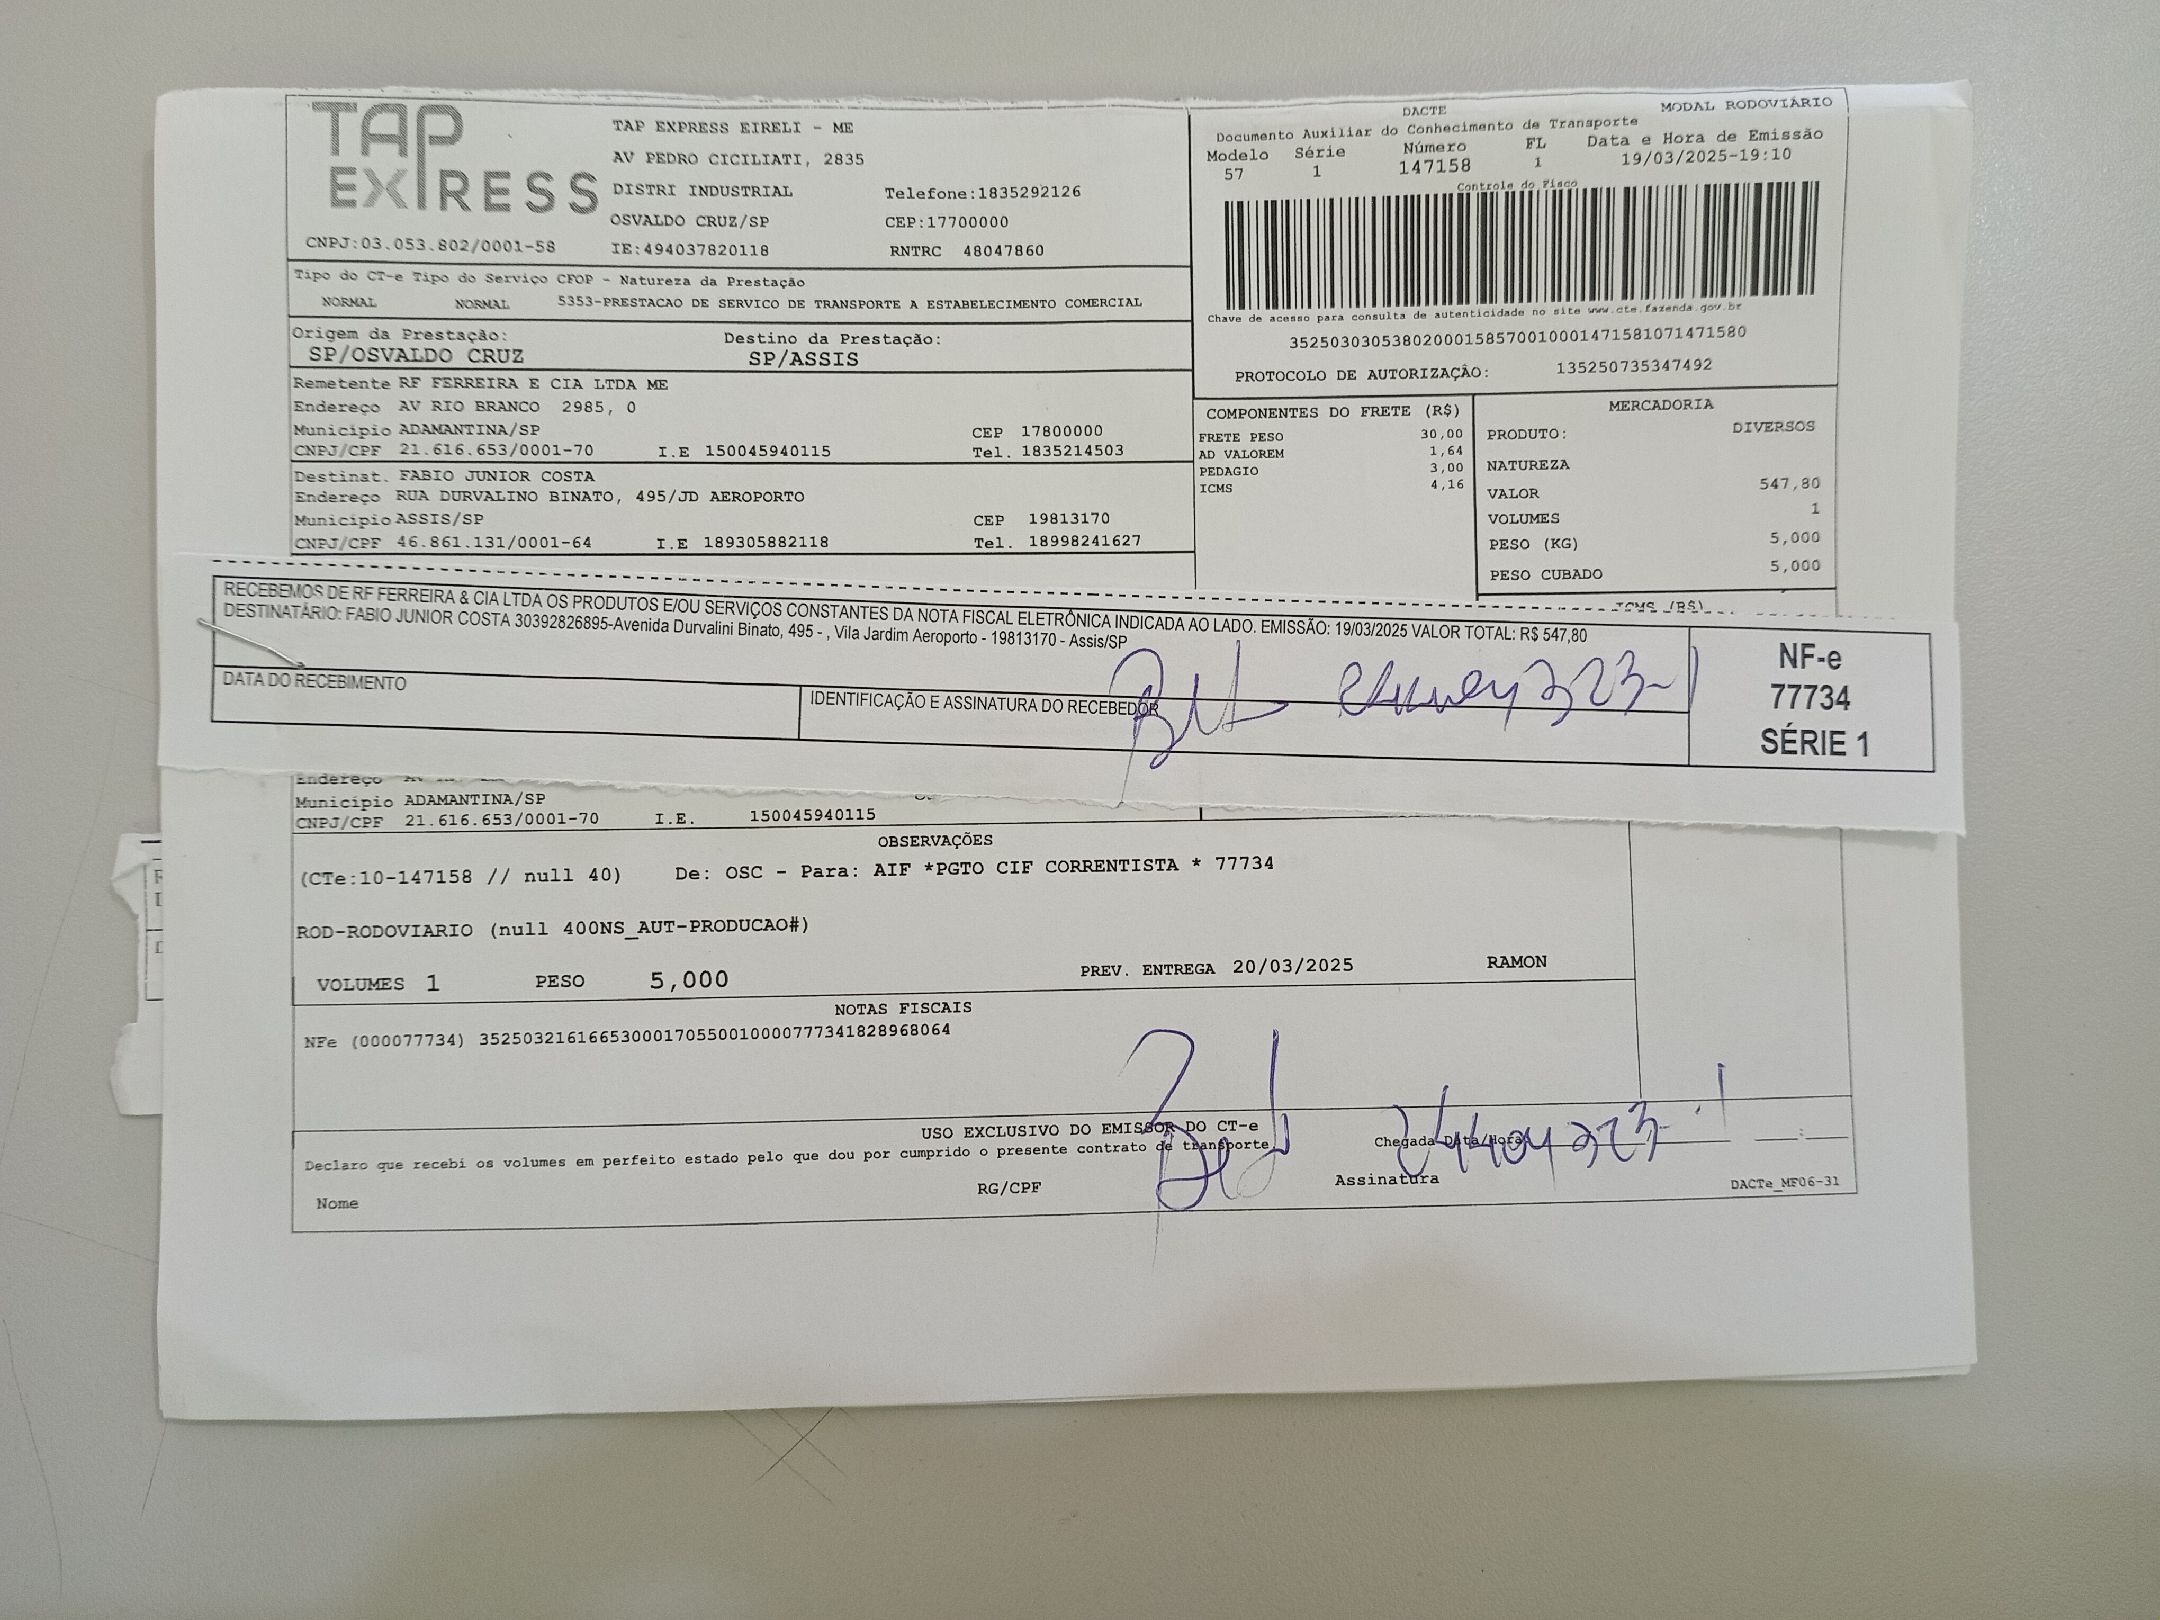 TAP
EXPRESS
CNPJ:03.053.802/0001-58
TAP EXPRESS EIRELI - ME
AV PEDRO CICILIATI, 2835
DISTRI INDUSTRIAL Telefone:1835292126
OSVALDO CRUZ/SP CEP:17700000
IE:494037820118 RNTRC 48047860
DACTE MODAL RODOVIÁRIO
Documento Auxiliar do Conhecimento de Transporte
Modelo Série Número FL Data e Hora de Emissão
57 1 147158 1 19/03/2025-19:10
Controle do Fisco
Chave de acesso para consulta de autenticidade no site www.cte.fazenda.gov.br
35250303053802000158570010001471581071471580
PROTOCOLO DE AUTORIZAÇÃO: 135250735347492
Tipo do CT-e Tipo do Serviço CFOP - Natureza da Prestação
NORMAL NORMAL 5353-PRESTACAO DE SERVICO DE TRANSPORTE A ESTABELECIMENTO COMERCIAL
Origem da Prestação: Destino da Prestação:
SP/OSVALDO CRUZ SP/ASSIS
Remetente RF FERREIRA E CIA LTDA ME
Endereço AV RIO BRANCO 2985, 0
Município ADAMANTINA/SP CEP 17800000
CNPJ/CPF 21.616.653/0001-70 I.E 150045940115 Tel. 1835214503
Destinat. FABIO JUNIOR COSTA
Endereco RUA DURVALINO BINATO, 495/JD AEROPORTO
Município ASSIS/SP CEP 19813170
CNPJ/CPF 46.861.131/0001-64 I.E 189305882118 Tel. 18998241627
COMPONENTES DO FRETE (R$)
FRETE PESO 30,00
AD VALOREM 1,64
PEDAGIO 3,00
ICMS 4,16
MERCADORIA
PRODUTO: DIVERSOS
NATUREZA
VALOR 547,80
VOLUMES 1
PESO (KG) 5,000
PESO CUBADO 5,000
ICMS (R$)
RECEBEMOS DE RF FERREIRA & CIA LTDA OS PRODUTOS E/OU SERVIÇOS CONSTANTES DA NOTA FISCAL ELETRÔNICA INDICADA AO LADO. EMISSÃO: 19/03/2025 VALOR TOTAL: R$ 547,80
DESTINATÁRIO: FABIO JUNIOR COSTA 30392826895-Avenida Durvalini Binato, 495 - , Vila Jardim Aeroporto - 19813170 - Assis/SP
DATA DO RECEBIMENTO
IDENTIFICAÇÃO E ASSINATURA DO RECEBEDOR
NF-e
77734
SÉRIE 1
Endereço
Município ADAMANTINA/SP
CNPJ/CPF 21.616.653/0001-70 I.E. 150045940115
OBSERVAÇÕES
(CTe:10-147158 // null 40) De: OSC - Para: AIF *PGTO CIF CORRENTISTA * 77734
ROD-RODOVIARIO (null 400NS_AUT-PRODUCAO#)
VOLUMES 1 PESO 5,000 PREV. ENTREGA 20/03/2025 RAMON
NOTAS FISCAIS
NFe (000077734) 35250321616653000170550010000777341828968064
USO EXCLUSIVO DO EMISSOR DO CT-e
Declaro que recebi os volumes em perfeito estado pelo que dou por cumprido o presente contrato de transporte
Chegada Data/Hora
Nome RG/CPF Assinatura
DACTe_MF06-31